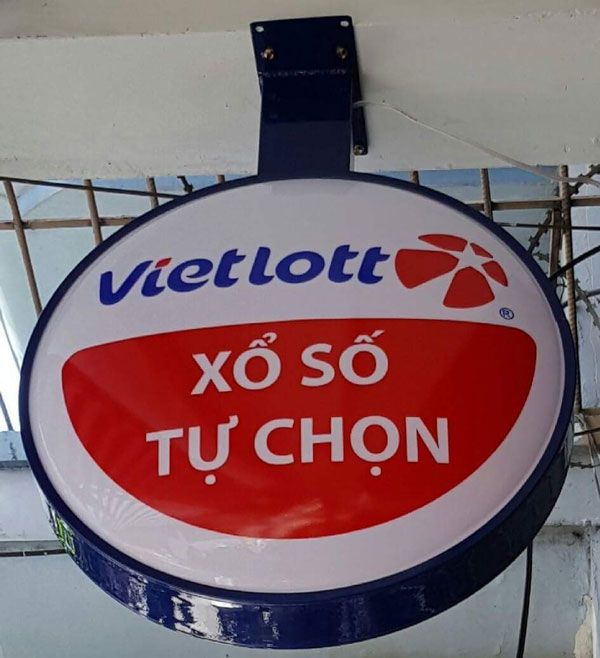 Vietlott ®
XỔ SỐ
TỰ CHỌN